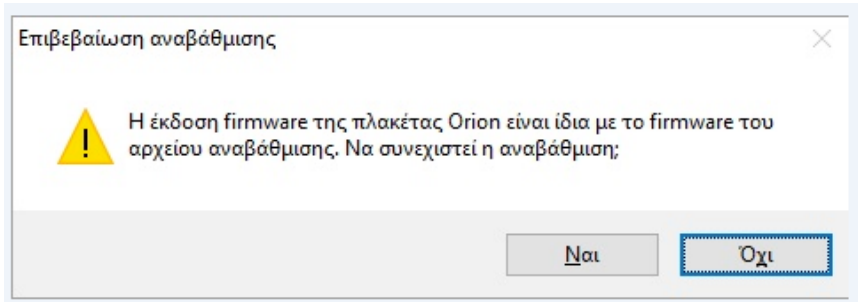 Επιβεβαίωση αναβάθμισης
Η έκδοση firmware της πλακέτας Orion είναι ίδια με το firmware του
αρχείου αναβάθμισης. Να συνεχιστεί η αναβάθμιση;
Ναι
Όχι